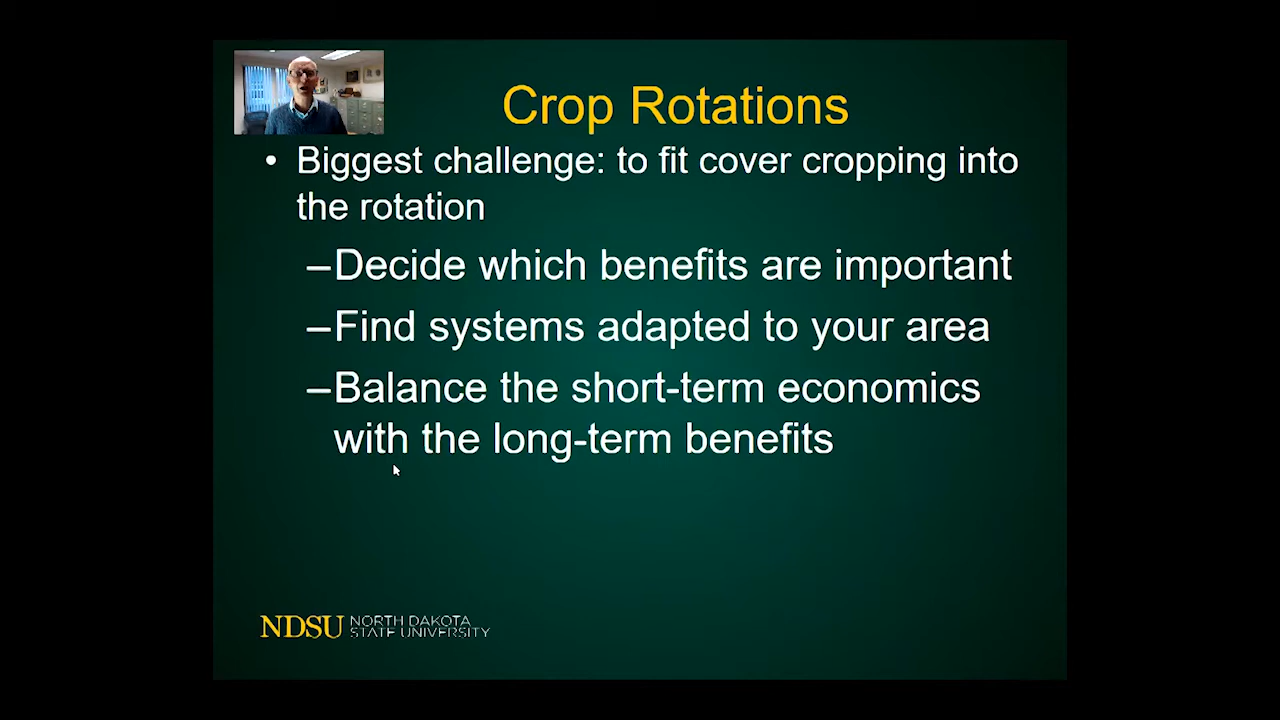 Crop Rotations
• Biggest challenge: to fit cover cropping into
the rotation
–Decide which benefits are important
–Find systems adapted to your area
–Balance the short-term economics
with the long-term benefits
NDSU NORTH DAKOTA
STATE UNIVERSITY